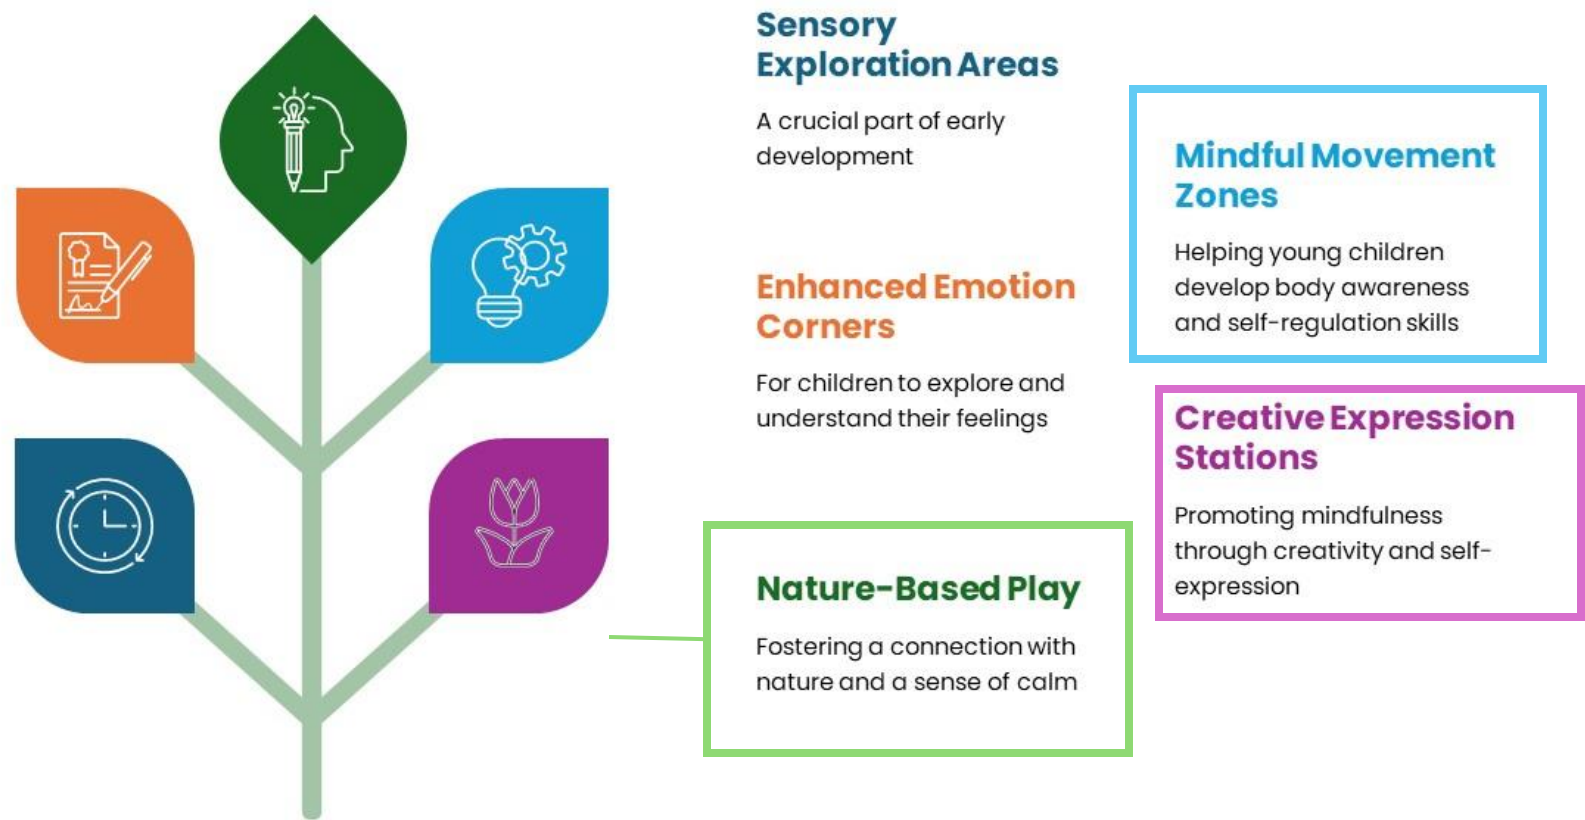 Sensory
Exploration Areas
A crucial part of early
development
Enhanced Emotion
Corners
For children to explore and
understand their feelings
Nature-Based Play
Fostering a connection with
nature and a sense of calm
Mindful Movement
Zones
Helping young children
develop body awareness
and self-regulation skills
Creative Expression
Stations
Promoting mindfulness
through creativity and self-
expression